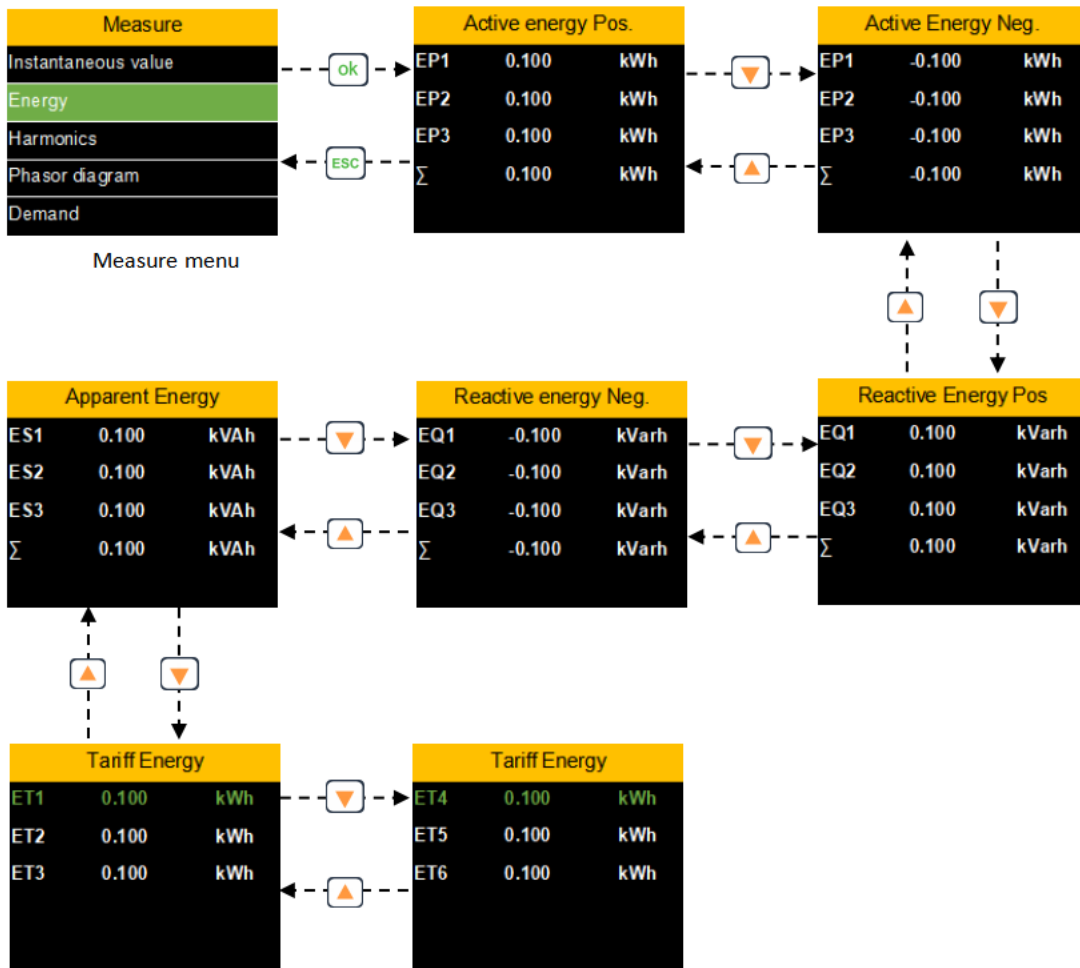 Measure
Instantaneous value
Energy
Harmonics
Phasor diagram
Demand
Measure menu
ok
ESC
Active energy Pos.
EP1 0.100 kWh
EP2 0.100 kWh
EP3 0.100 kWh
∑ 0.100 kWh
Active Energy Neg.
EP1 -0.100 kWh
EP2 -0.100 kWh
EP3 -0.100 kWh
∑ -0.100 kWh
Apparent Energy
ES1 0.100 kVAh
ES2 0.100 kVAh
ES3 0.100 kVAh
∑ 0.100 kVAh
Reactive energy Neg.
EQ1 -0.100 kVarh
EQ2 -0.100 kVarh
EQ3 -0.100 kVarh
∑ -0.100 kVarh
Reactive Energy Pos
EQ1 0.100 kVarh
EQ2 0.100 kVarh
EQ3 0.100 kVarh
∑ 0.100 kVarh
Tariff Energy
ET1 0.100 kWh
ET2 0.100 kWh
ET3 0.100 kWh
Tariff Energy
ET4 0.100 kWh
ET5 0.100 kWh
ET6 0.100 kWh